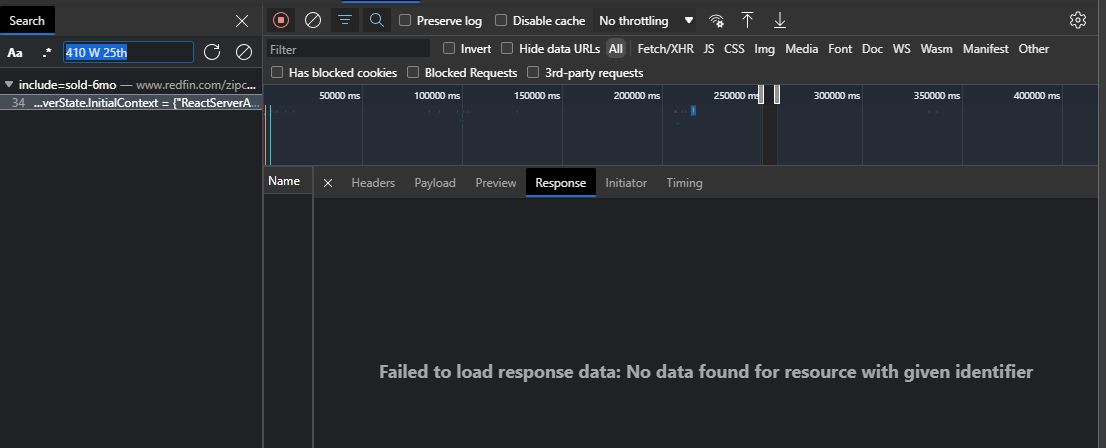 Search
Aa .* 410 W 25th
include=sold-6mo — www.redfin.com/zipc...
34 ...verState.InitialContext = {"ReactServerA...
Preserve log Disable cache No throttling
Filter Invert Hide data URLs All Fetch/XHR JS CSS Img Media Font Doc WS Wasm Manifest Other
Has blocked cookies Blocked Requests 3rd-party requests
50000 ms 100000 ms 150000 ms 200000 ms 250000 ms 300000 ms 350000 ms 400000 ms
Name Headers Payload Preview Response Initiator Timing
Failed to load response data: No data found for resource with given identifier